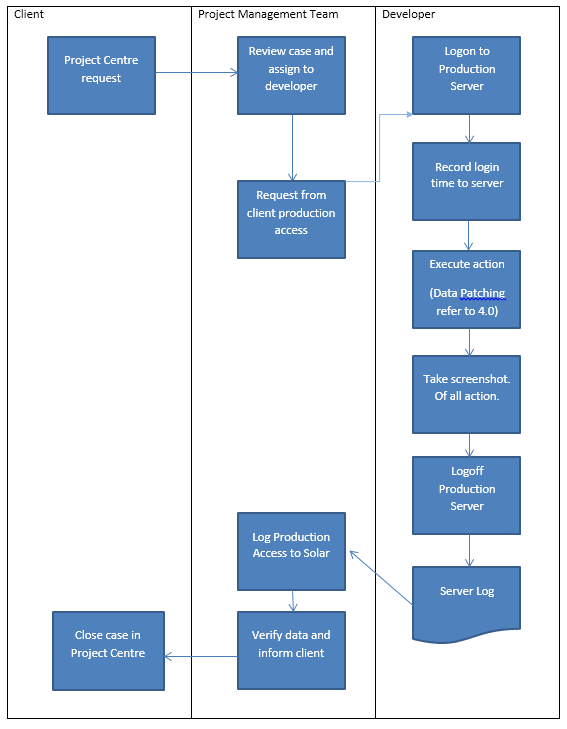 Client
Project Management Team
Developer
Project Centre
request
Review case and
assign to
developer
Request from
client production
access
Logon to
Production
Server
Record login
time to server
Execute action
(Data Patching
refer to 4.0)
Take screenshot.
Of all action.
Logoff
Production
Server
Server Log
Log Production
Access to Solar
Verify data and
inform client
Close case in
Project Centre